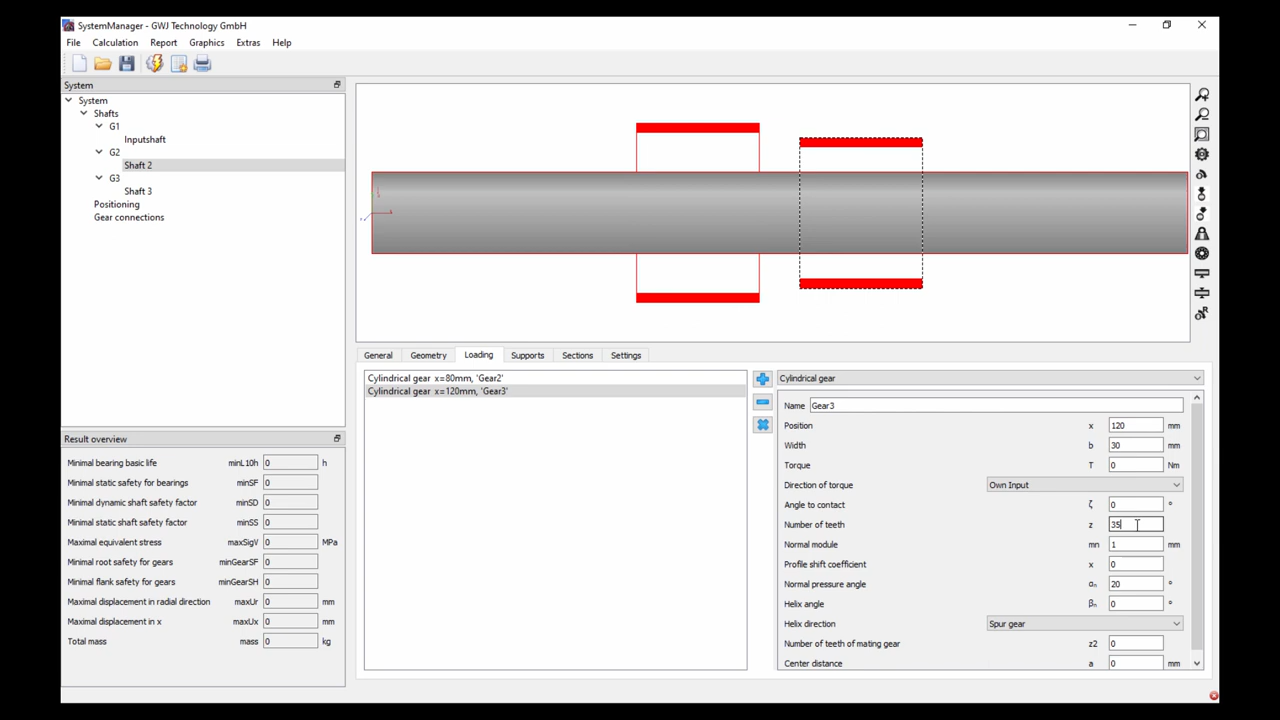 SystemManager - GWJ Technology GmbH
File Calculation Report Graphics Extras Help
System
System
Shafts
G1
Inputshaft
G2
Shaft 2
G3
Shaft 3
Positioning
Gear connections
General Geometry Loading Supports Sections Settings
Cylindrical gear x=80mm, 'Gear2'
Cylindrical gear x=120mm, 'Gear3'
Cylindrical gear
Name Gear3
Position x 120 mm
Width b 30 mm
Torque T 0 Nm
Direction of torque Own Input
Angle to contact ζ 0 °
Number of teeth z 35
Normal module mn 1 mm
Profile shift coefficient x 0
Normal pressure angle αn 20 °
Helix angle βn 0 °
Helix direction Spur gear
Number of teeth of mating gear z2 0
Center distance a 0 mm
Result overview
Minimal bearing basic life minL10h 0 h
Minimal static safety for bearings minSF 0
Minimal dynamic shaft safety factor minSD 0
Minimal static shaft safety factor minSS 0
Maximal equivalent stress maxSigV 0 MPa
Minimal root safety for gears minGearSF 0
Minimal flank safety for gears minGearSH 0
Maximal displacement in radial direction maxUr 0 mm
Maximal displacement in x maxUx 0 mm
Total mass mass 0 kg